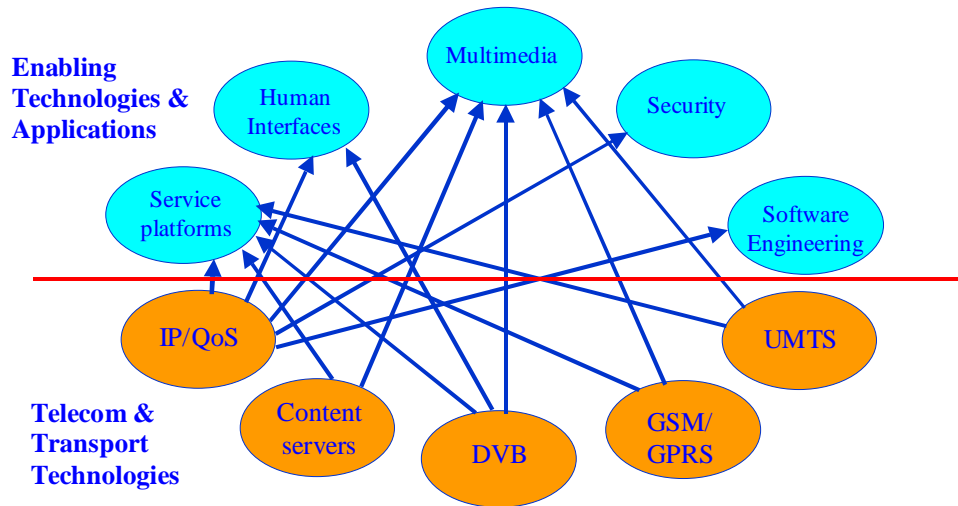 Enabling
Technologies &
Applications
Multimedia
Human
Interfaces
Security
Service
platforms
Software
Engineering
IP/QoS
UMTS
Content
servers
DVB
GSM/
GPRS
Telecom &
Transport
Technologies